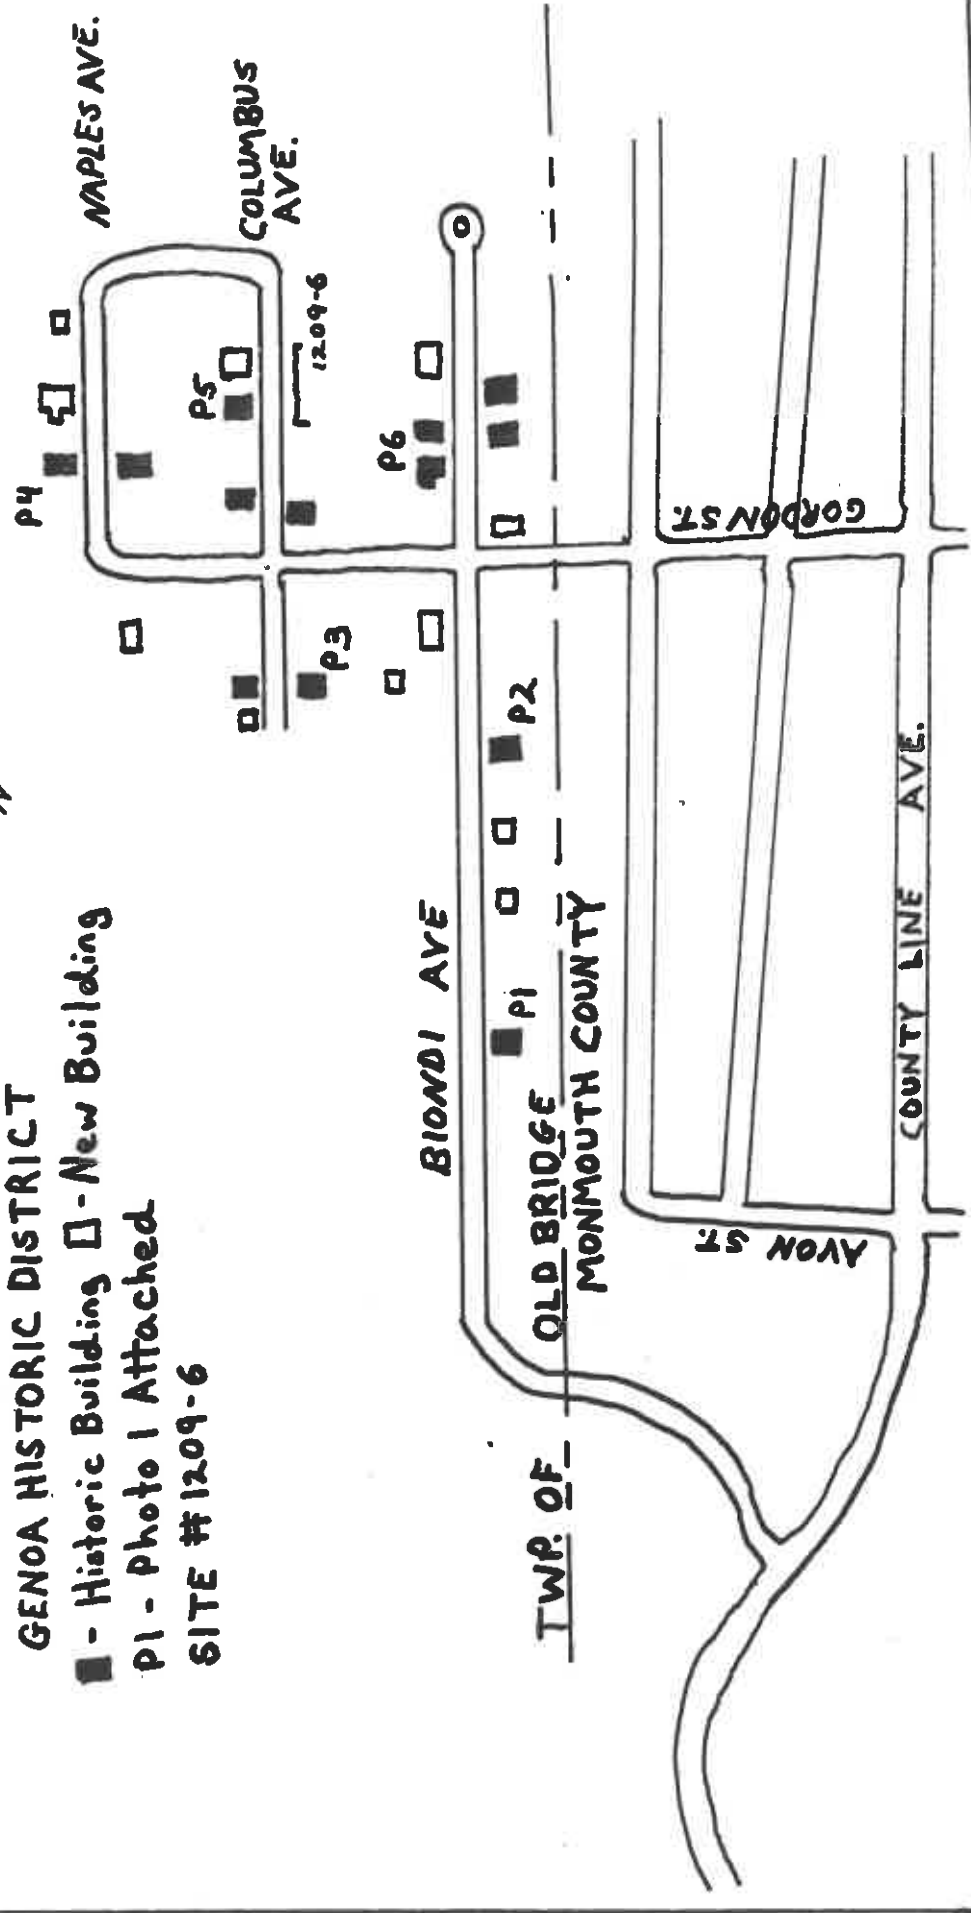 GENOA HISTORIC DISTRICT
■ - Historic Building □ - New Building
P1 - Photo 1 Attached
SITE #1209-6
NAPLES AVE.
COLUMBUS
AVE.
P4
P5
1209-6
P6
P3
P2
BIONDI AVE
P1
TWP. OF OLD BRIDGE
MONMOUTH COUNTY
GORDON ST.
AVON ST.
COUNTY LINE AVE.